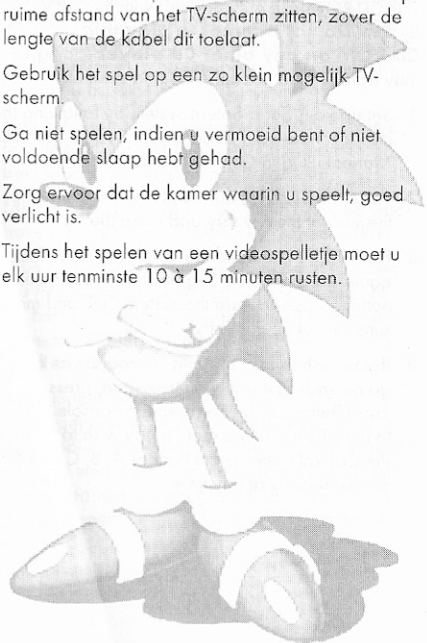 ruime afstand van het TV-scherm zitten, zover de
lengte van de kabel dit toelaat.
Gebruik het spel op een zo klein mogelijk TV-
scherm.
Ga niet spelen, indien u vermoeid bent of niet
voldoende slaap hebt gehad.
Zorg ervoor dat de kamer waarin u speelt, goed
verlicht is.
Tijdens het spelen van een videospelletje moet u
elk uur tenminste 10 à 15 minuten rusten.